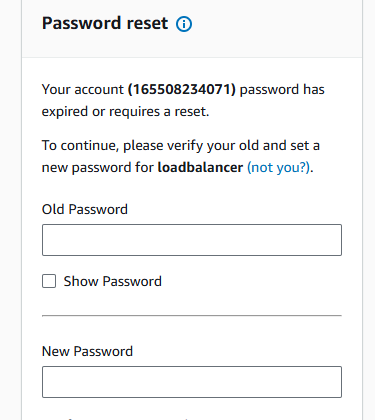 Password reset
Your account (165508234071) password has
expired or requires a reset.
To continue, please verify your old and set a
new password for loadbalancer (not you?).
Old Password
Show Password
New Password